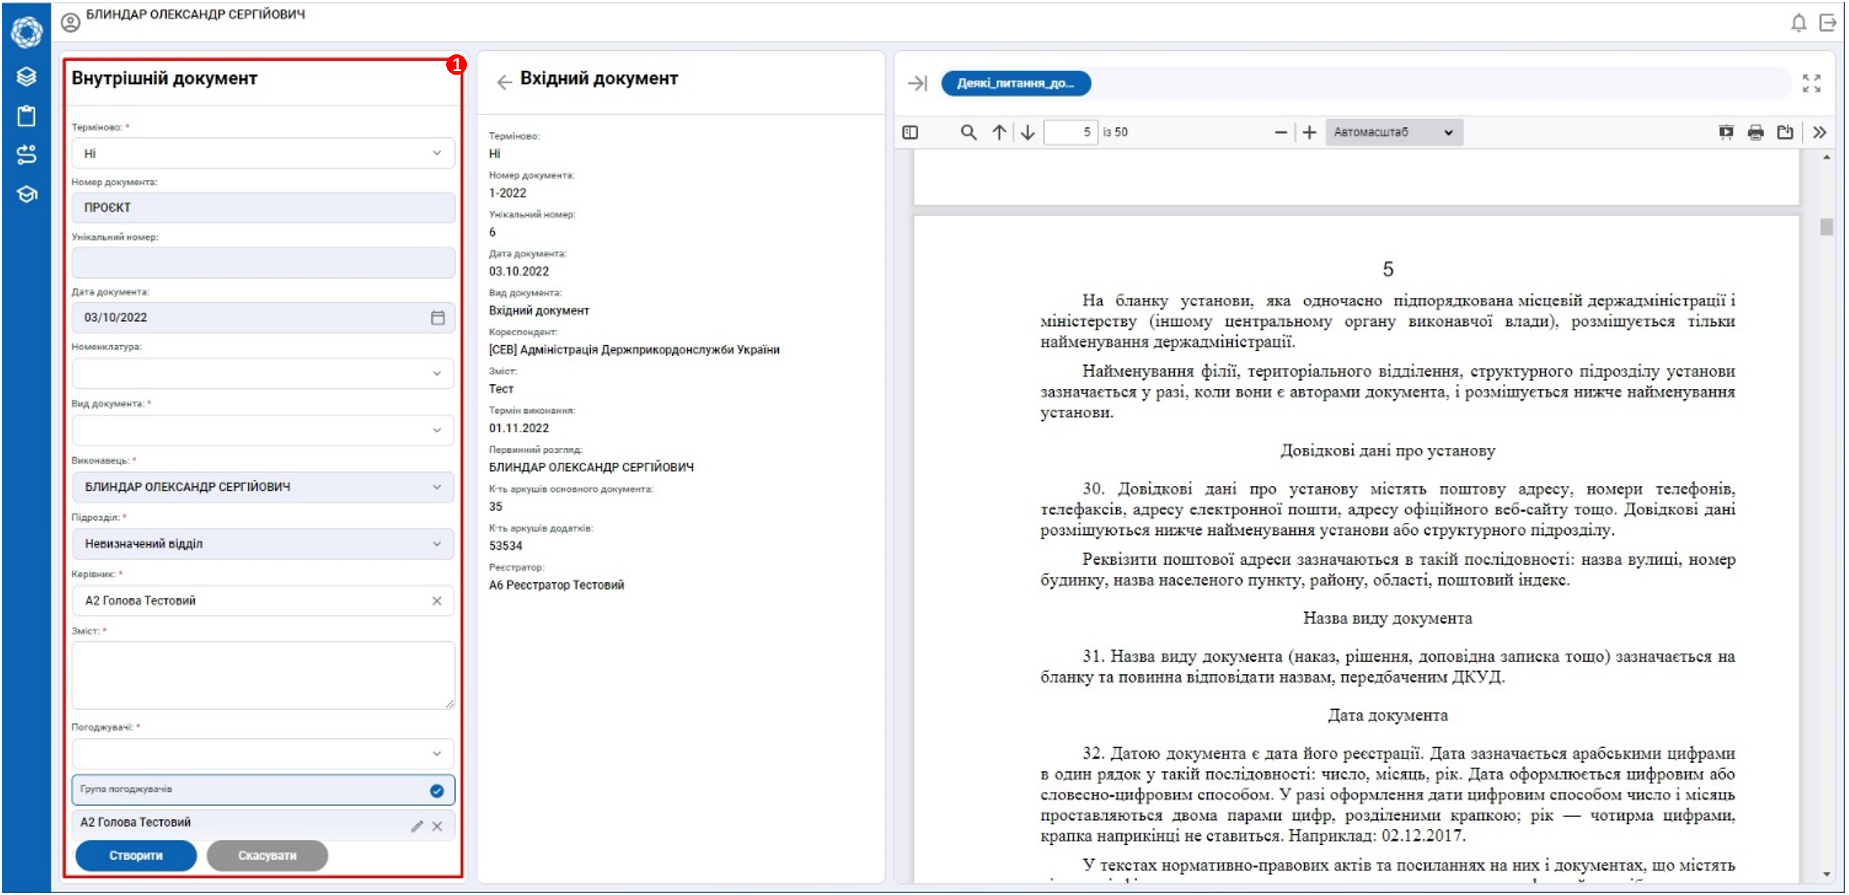 БЛИНДАР ОЛЕКСАНДР СЕРГІЙОВИЧ
1
Внутрішній документ
Терміново: *
Ні
Номер документа:
ПРОЄКТ
Унікальний номер:
Дата документа:
03/10/2022
Номенклатура:
Вид документа: *
Виконавець: *
БЛИНДАР ОЛЕКСАНДР СЕРГІЙОВИЧ
Підрозділ: *
Невизначений відділ
Керівник: *
А2 Голова Тестовий
Зміст: *
Погоджувачі: *
Група погоджувачів
А2 Голова Тестовий
Створити
Скасувати
Вхідний документ
Терміново:
Ні
Номер документа:
1-2022
Унікальний номер:
6
Дата документа:
03.10.2022
Вид документа:
Вхідний документ
Кореспондент:
[СЕВ] Адміністрація Держприкордонслужби України
Зміст:
Тест
Термін виконання:
01.11.2022
Первинний розгляд:
БЛИНДАР ОЛЕКСАНДР СЕРГІЙОВИЧ
К-ть аркушів основного документа:
35
К-ть аркушів додатків:
53534
Реєстратор:
А6 Реєстратор Тестовий
Деякі_питання_до...
5 із 50
Автомасштаб
5
На бланку установи, яка одночасно підпорядкована місцевій держадміністрації і
міністерству (іншому центральному органу виконавчої влади), розміщується тільки
найменування держадміністрації.
Найменування філії, територіального відділення, структурного підрозділу установи
зазначається у разі, коли вони є авторами документа, і розміщується нижче найменування
установи.
Довідкові дані про установу
30. Довідкові дані про установу містять поштову адресу, номери телефонів,
телефаксів, адресу електронної пошти, адресу офіційного веб-сайту тощо. Довідкові дані
розміщуються нижче найменування установи або структурного підрозділу.
Реквізити поштової адреси зазначаються в такій послідовності: назва вулиці, номер
будинку, назва населеного пункту, району, області, поштовий індекс.
Назва виду документа
31. Назва виду документа (наказ, рішення, доповідна записка тощо) зазначається на
бланку та повинна відповідати назвам, передбаченим ДКУД.
Дата документа
32. Датою документа є дата його реєстрації. Дата зазначається арабськими цифрами
в один рядок у такій послідовності: число, місяць, рік. Дата оформлюється цифровим або
словесно-цифровим способом. У разі оформлення дати цифровим способом число і місяць
проставляються двома парами цифр, розділеними крапкою; рік — чотирма цифрами,
крапка наприкінці не ставиться. Наприклад: 02.12.2017.
У текстах нормативно-правових актів та посиланнях на них і документах, що містять